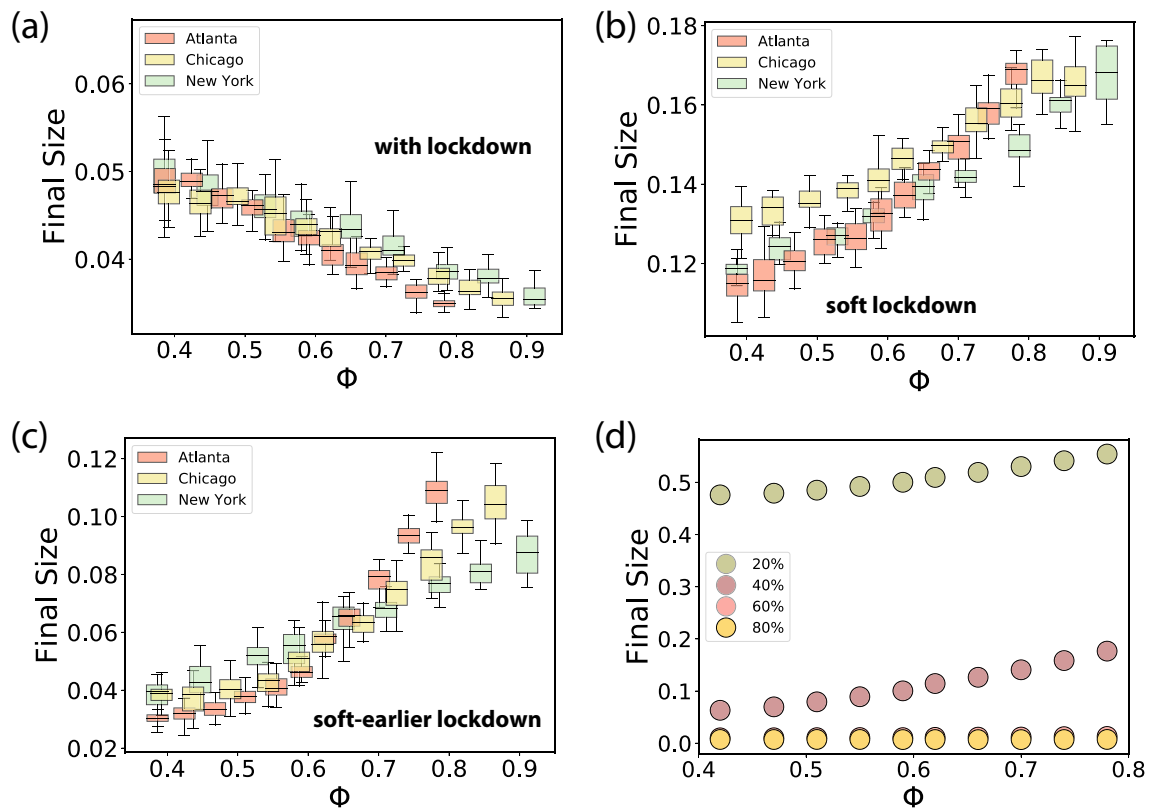 (a)
Final Size
0.06
0.05
0.04
Atlanta
Chicago
New York
with lockdown
0.4 0.5 0.6 0.7 0.8 0.9
Φ
(b)
Final Size
0.18
0.16
0.14
0.12
Atlanta
Chicago
New York
soft lockdown
0.4 0.5 0.6 0.7 0.8 0.9
Φ
(c)
Final Size
0.12
0.10
0.08
0.06
0.04
0.02
Atlanta
Chicago
New York
soft-earlier lockdown
0.4 0.5 0.6 0.7 0.8 0.9
Φ
(d)
Final Size
0.5
0.4
0.3
0.2
0.1
0.0
20%
40%
60%
80%
0.4 0.5 0.6 0.7 0.8
Φ